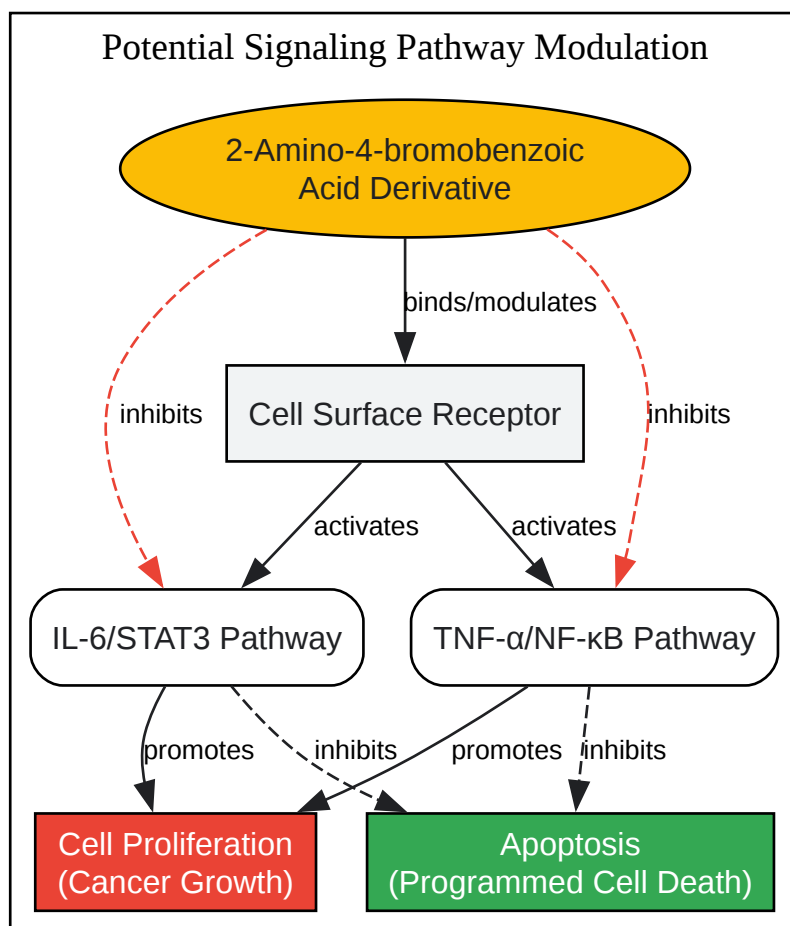 Potential Signaling Pathway Modulation
2-Amino-4-bromobenzoic
Acid Derivative
binds/modulates
inhibits
Cell Surface Receptor
inhibits
activates
activates
IL-6/STAT3 Pathway
TNF-α/NF-κB Pathway
promotes
inhibits
promotes
inhibits
Cell Proliferation
(Cancer Growth)
Apoptosis
(Programmed Cell Death)